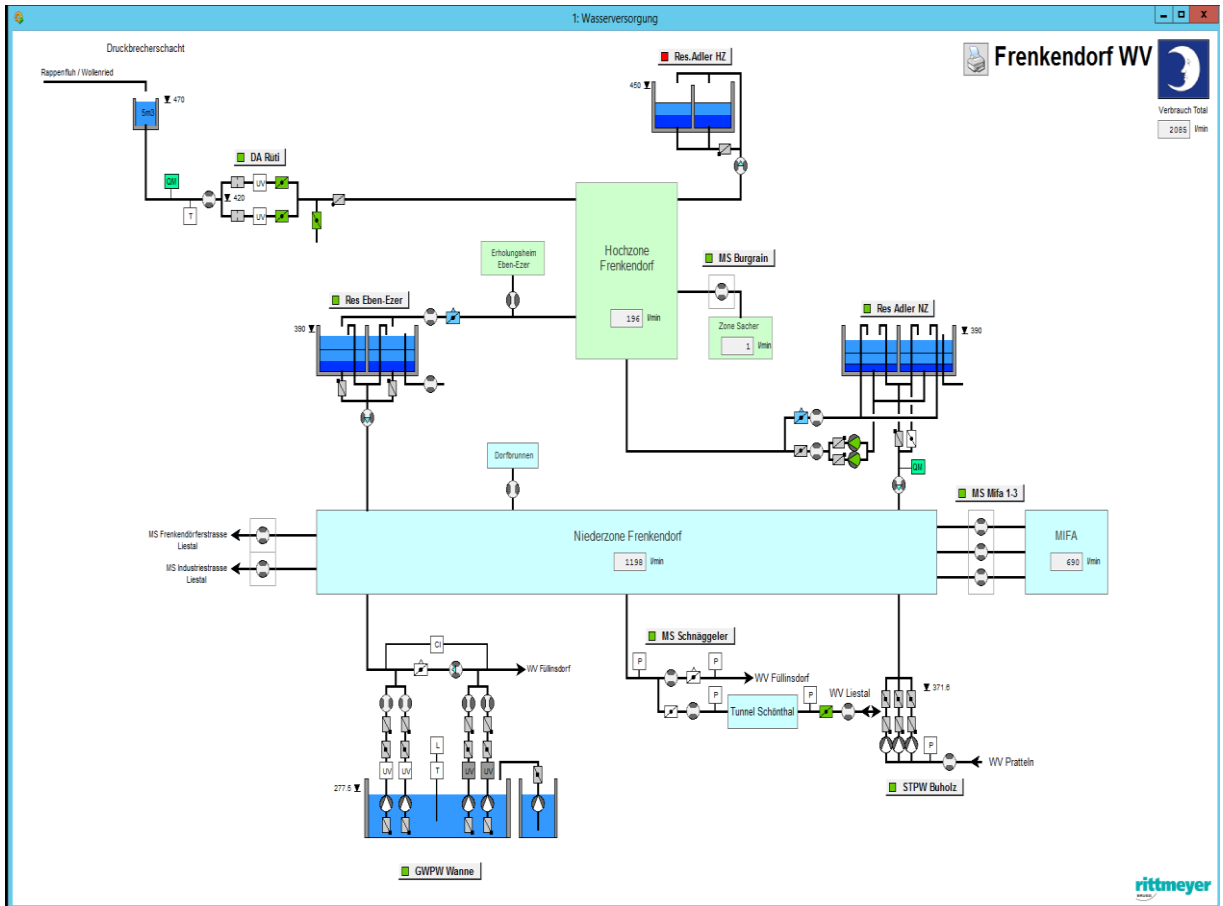 1: Wasserversorgung
Druckbrecherschacht
Rappenfluh / Wollenried
470
5m3
Res.Adler HZ
450
Frenkendorf WV
Verbrauch Total
2085 l/min
DA Rüti
QM
T
UV
420
UV
Erholungsheim
Eben-Ezer
Hochzone
Frenkendorf
196 l/min
MS Burgrain
Zone Sacher
1 l/min
Res Eben-Ezer
390
Res Adler NZ
390
Dorfbrunnen
QM
MS Mifa 1-3
MS Frenkendörferstrasse
Liestal
MS Industriestrasse
Liestal
Niederzone Frenkendorf
1198 l/min
MIFA
690 l/min
Cl
WV Füllinsdorf
MS Schnäggeler
P
P
WV Füllinsdorf
P
Tunnel Schönthal
P
WV Liestal
371.6
P
WV Pratteln
STPW Buholz
L
T
UV
UV
UV
UV
277.5
GWPW Wanne
rittmeyer
BRUGG